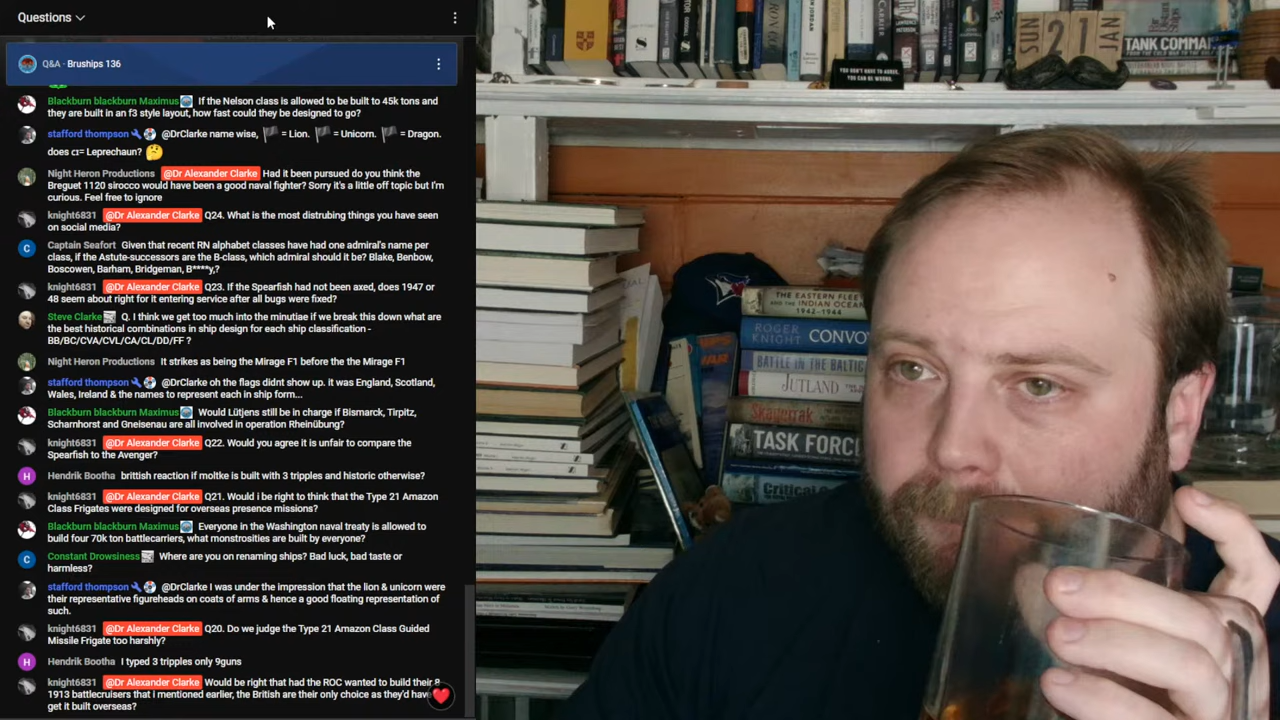 Questions
Q&A · Bruships 136
Blackburn blackburn Maximus If the Nelson class is allowed to be built to 45k tons and
they are built in an f3 style layout, how fast could they be designed to go?
stafford thompson @DrClarke name wise, = Lion. = Unicorn. = Dragon.
does cɪ= Leprechaun?
Night Heron Productions @Dr Alexander Clarke Had it been pursued do you think the
Breguet 1120 sirocco would have been a good naval fighter? Sorry it's a little off topic but I'm
curious. Feel free to ignore
knight6831 @Dr Alexander Clarke Q24. What is the most distrubing things you have seen
on social media?
Captain Seafort Given that recent RN alphabet classes have had one admiral's name per
class, if the Astute-successors are the B-class, which admiral should it be? Blake, Benbow,
Boscowen, Barham, Bridgeman, B****y,?
knight6831 @Dr Alexander Clarke Q23. If the Spearfish had not been axed, does 1947 or
48 seem about right for it entering service after all bugs were fixed?
Steve Clarke Q. I think we get too much into the minutiae if we break this down what are
the best historical combinations in ship design for each ship classification -
BB/BC/CVA/CVL/CA/CL/DD/FF ?
Night Heron Productions It strikes as being the Mirage F1 before the the Mirage F1
stafford thompson @DrClarke oh the flags didnt show up. it was England, Scotland,
Wales, Ireland & the names to represent each in ship form...
Blackburn blackburn Maximus Would Lütjens still be in charge if Bismarck, Tirpitz,
Scharnhorst and Gneisenau are all involved in operation Rheinübung?
knight6831 @Dr Alexander Clarke Q22. Would you agree it is unfair to compare the
Spearfish to the Avenger?
Hendrik Bootha brittish reaction if moltke is built with 3 tripples and historic otherwise?
knight6831 @Dr Alexander Clarke Q21. Would i be right to think that the Type 21 Amazon
Class Frigates were designed for overseas presence missions?
Blackburn blackburn Maximus Everyone in the Washington naval treaty is allowed to
build four 70k ton battlecarriers, what monstrosities are built by everyone?
Constant Drowsiness Where are you on renaming ships? Bad luck, bad taste or
harmless?
stafford thompson @DrClarke I was under the impression that the lion & unicorn were
their representative figureheads on coats of arms & hence a good floating representation of
such.
knight6831 @Dr Alexander Clarke Q20. Do we judge the Type 21 Amazon Class Guided
Missile Frigate too harshly?
Hendrik Bootha I typed 3 tripples only 9guns
knight6831 @Dr Alexander Clarke Would be right that had the ROC wanted to build their 8
1913 battlecruisers that i mentioned earlier, the British are their only choice as they'd have
get it built overseas?
SUN 21 JAN
TANK COMMA
YOU DON'T HAVE TO AGREE,
YOU CAN BE WRONG.
THE EASTERN FLEE
AND THE INDIAN OCEA
1942-1944
ROGER
KNIGHT CONVO
BATTLE IN THE BALTIC
JUTLAND
Skagerrak
TASK FORC
Critical